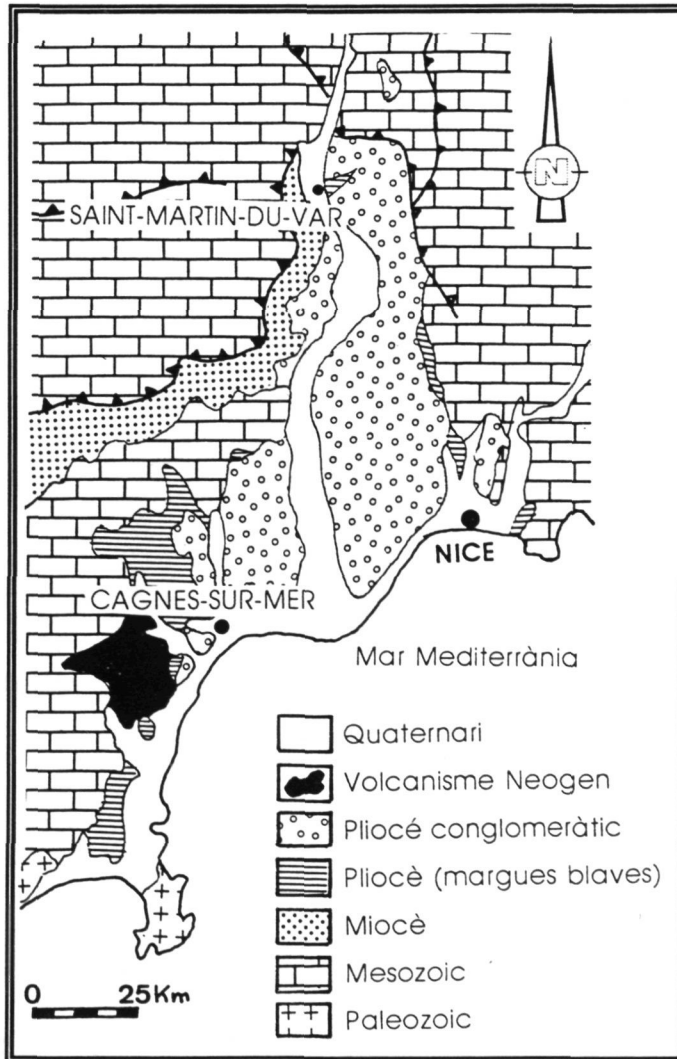 N
SAINT-MARTIN-DU-VAR
NICE
CAGNES-SUR-MER
Mar Mediterrània
Quaternari
Volcanisme Neogen
Pliocé conglomeràtic
Pliocè (margues blaves)
Miocè
Mesozoic
Paleozoic
0 25Km